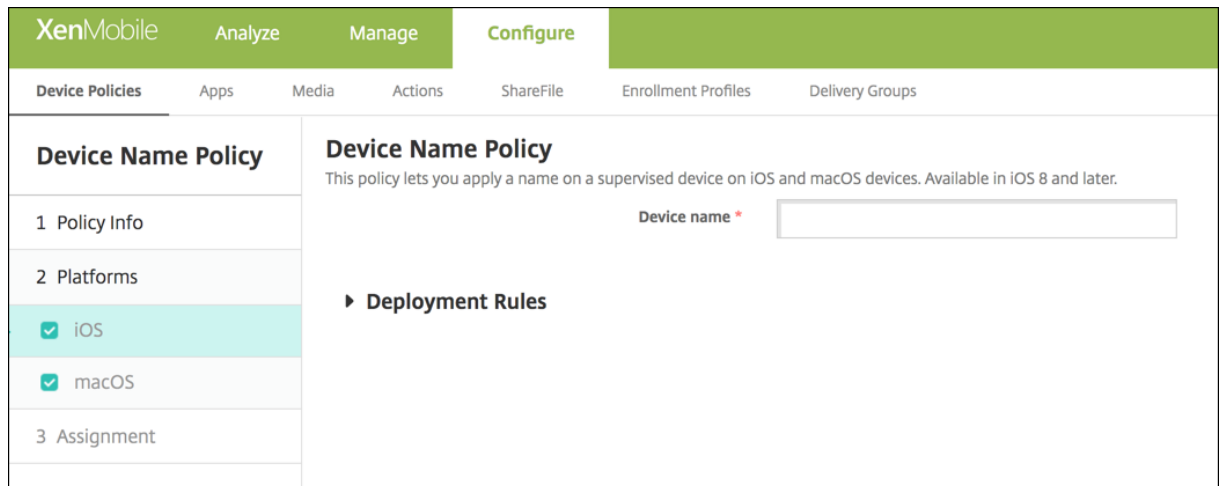 XenMobile Analyze Manage Configure
Device Policies Apps Media Actions ShareFile Enrollment Profiles Delivery Groups
Device Name Policy
1 Policy Info
2 Platforms
iOS
macOS
3 Assignment
Device Name Policy
This policy lets you apply a name on a supervised device on iOS and macOS devices. Available in iOS 8 and later.
Device name *
Deployment Rules